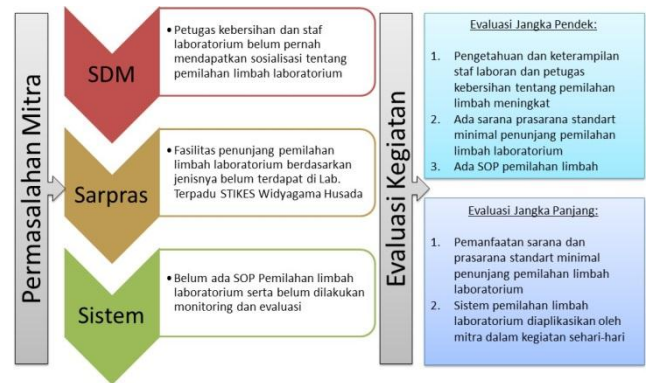 Permasalahan Mitra
SDM
• Petugas kebersihan dan staf
laboratorium belum pernah
mendapatkan sosialisasi tentang
pemilahan limbah laboratorium
Sarpras
• Fasilitas penunjang pemilahan
limbah laboratorium berdasarkan
jenisnya belum terdapat di Lab.
Terpadu STIKES Widyagama Husada
Sistem
• Belum ada SOP Pemilahan limbah
laboratorium serta belum dilakukan
monitoring dan evaluasi
Evaluasi Kegiatan
Evaluasi Jangka Pendek:
1. Pengetahuan dan keterampilan
staf laboran dan petugas
kebersihan tentang pemilahan
limbah meningkat
2. Ada sarana prasarana standart
minimal penunjang pemilahan
limbah laboratorium
3. Ada SOP pemilahan limbah
Evaluasi Jangka Panjang:
1. Pemanfaatan sarana dan
prasarana standart minimal
penunjang pemilahan limbah
laboratorium
2. Sistem pemilahan limbah
laboratorium diaplikasikan oleh
mitra dalam kegiatan sehari-hari